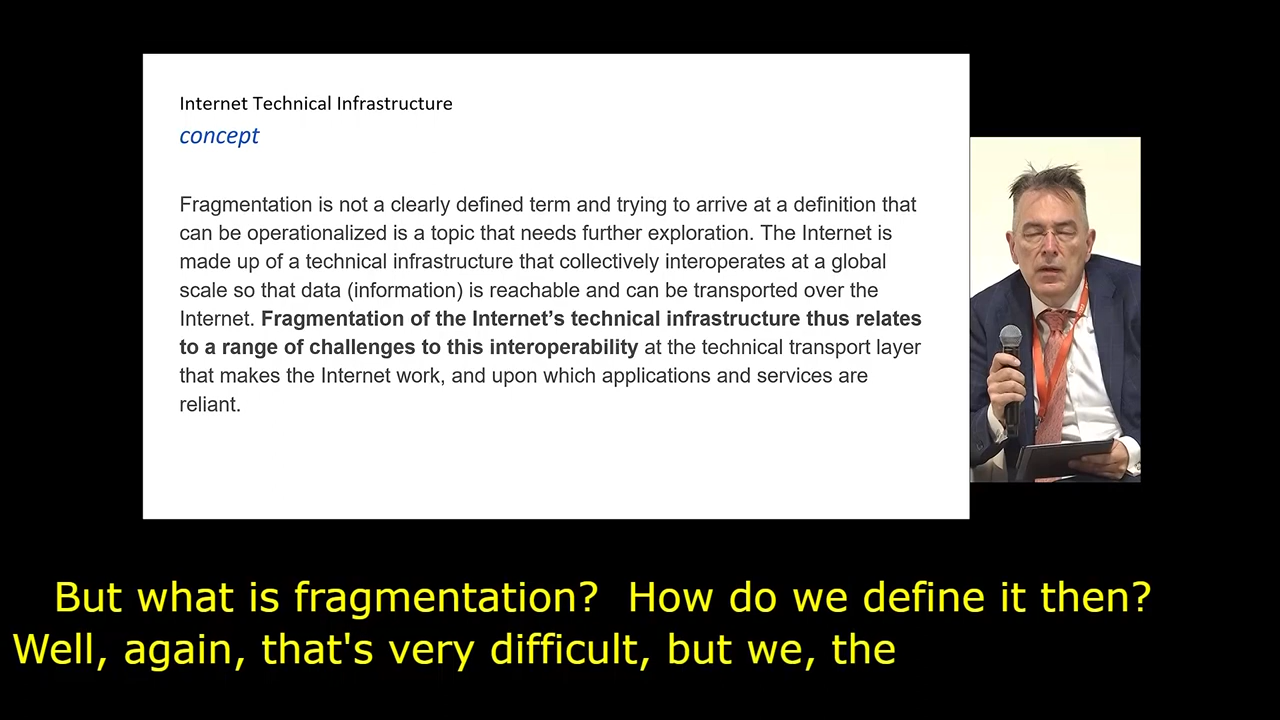 Internet Technical Infrastructure
concept
Fragmentation is not a clearly defined term and trying to arrive at a definition that
can be operationalized is a topic that needs further exploration. The Internet is
made up of a technical infrastructure that collectively interoperates at a global
scale so that data (information) is reachable and can be transported over the
Internet. Fragmentation of the Internet’s technical infrastructure thus relates
to a range of challenges to this interoperability at the technical transport layer
that makes the Internet work, and upon which applications and services are
reliant.
But what is fragmentation?  How do we define it then?
Well, again, that's very difficult, but we, the